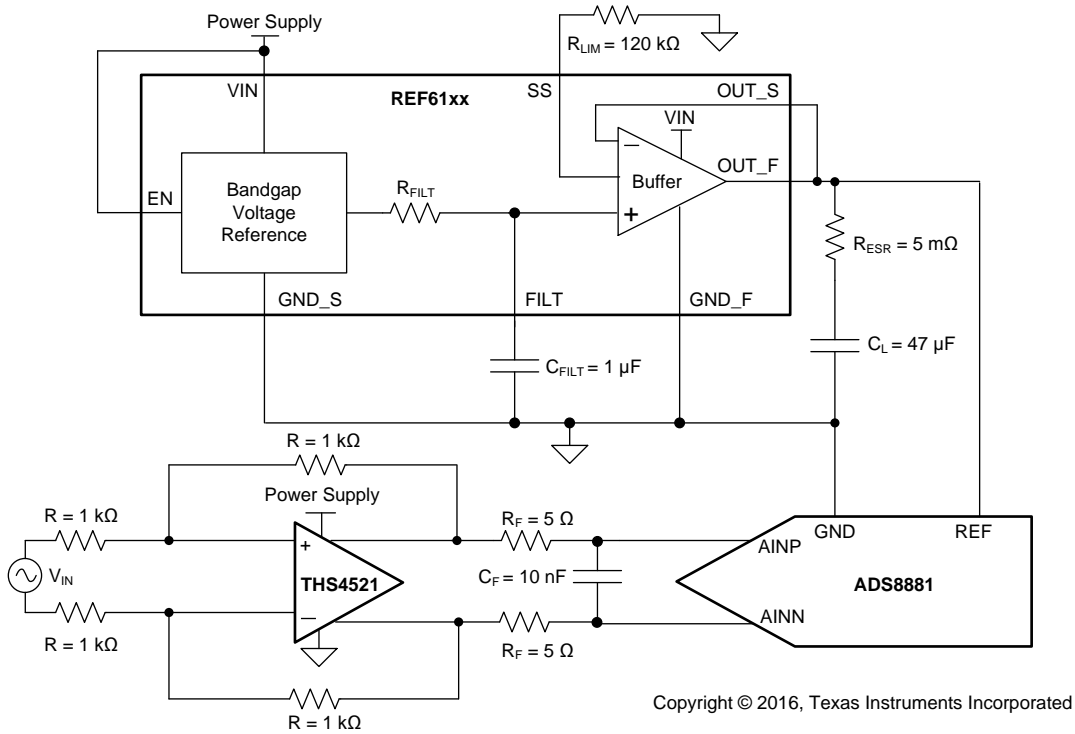 Power Supply
R_LIM = 120 kΩ
VIN
REF61xx
SS
OUT_S
VIN
OUT_F
EN
Bandgap
Voltage
Reference
R_FILT
Buffer
−
+
R_ESR = 5 mΩ
GND_S
FILT
GND_F
C_FILT = 1 µF
C_L = 47 µF
R = 1 kΩ
Power Supply
R = 1 kΩ
R_F = 5 Ω
GND
REF
+
AINP
V_IN
THS4521
C_F = 10 nF
ADS8881
−
AINN
R = 1 kΩ
R_F = 5 Ω
R = 1 kΩ
Copyright © 2016, Texas Instruments Incorporated